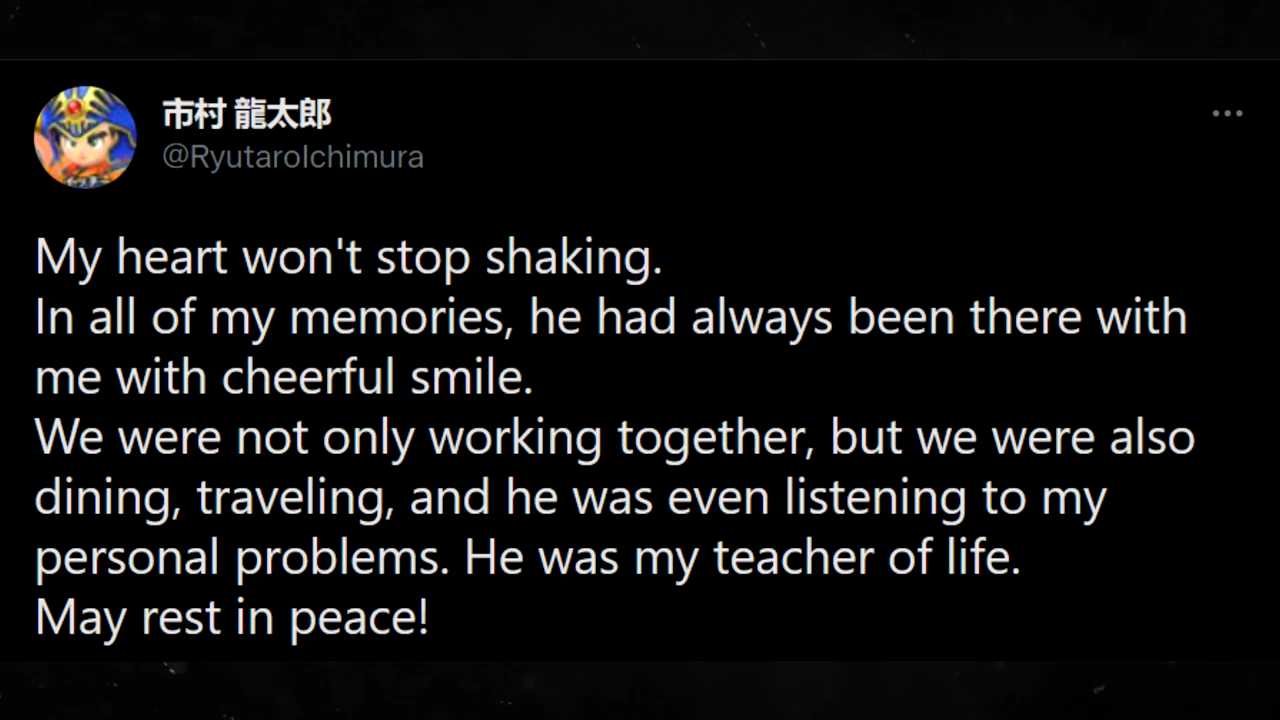 市村 龍太郎
@RyutaroIchimura
My heart won't stop shaking.
In all of my memories, he had always been there with
me with cheerful smile.
We were not only working together, but we were also
dining, traveling, and he was even listening to my
personal problems. He was my teacher of life.
May rest in peace!